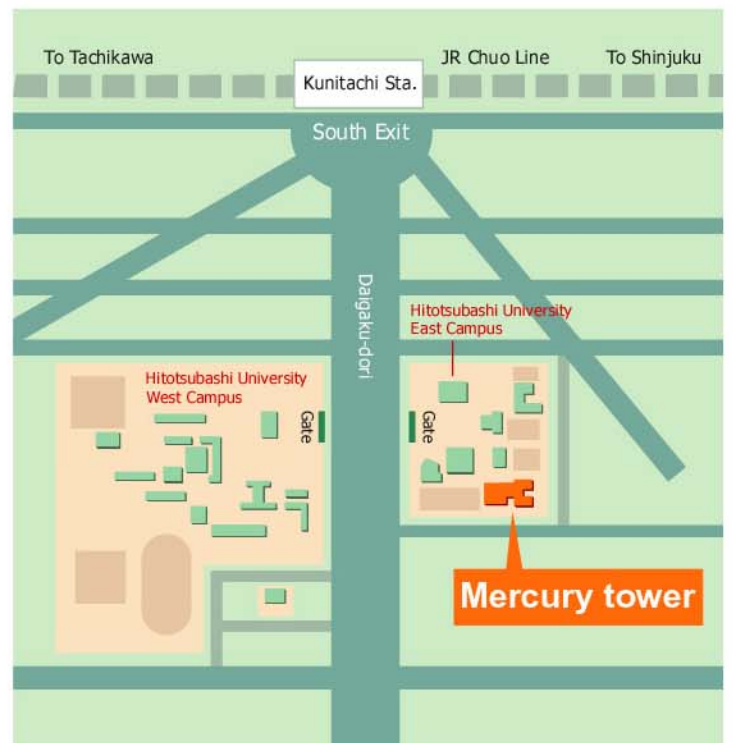 To Tachikawa
JR Chuo Line
To Shinjuku
Kunitachi Sta.
South Exit
Daigaku-dori
Hitotsubashi University
East Campus
Hitotsubashi University
West Campus
Gate
Gate
Mercury tower